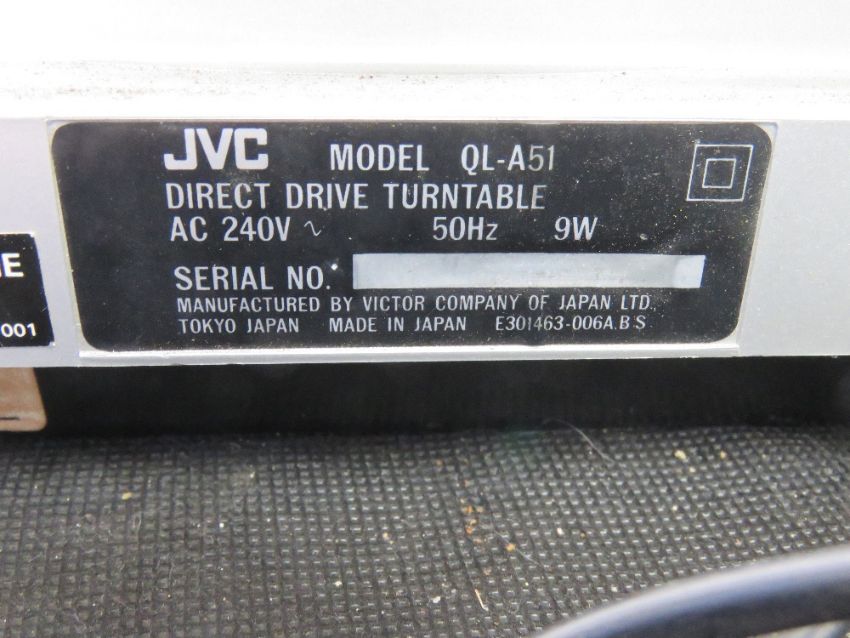 JVC MODEL QL-A51
DIRECT DRIVE TURNTABLE
AC 240V ~ 50Hz 9W
SERIAL NO.
MANUFACTURED BY VICTOR COMPANY OF JAPAN LTD.
TOKYO JAPAN MADE IN JAPAN E301463-006A.B S
001